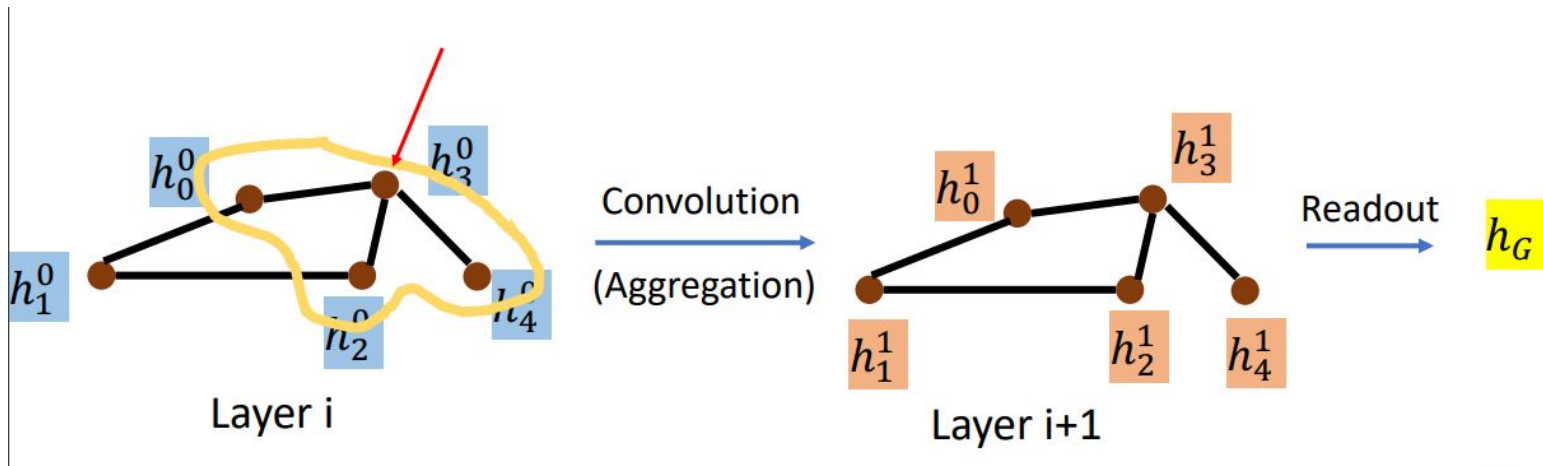 h_0^0
h_3^0
h_1^0
h_2^0
h_4^0
Layer i
Convolution
(Aggregation)
h_0^1
h_3^1
h_1^1
h_2^1
h_4^1
Layer i+1
Readout
h_G